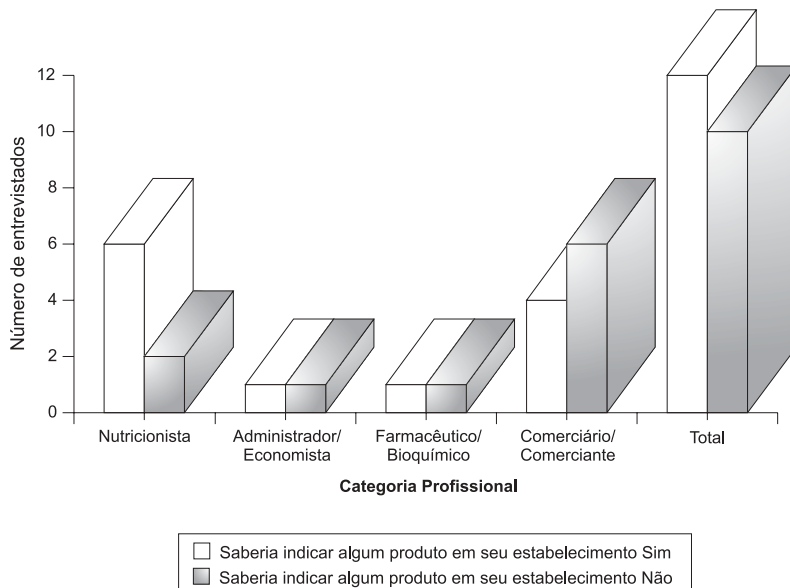 Número de entrevistados
12
10
8
6
4
2
0
Nutricionista
Administrador/
Economista
Farmacêutico/
Bioquímico
Comerciário/
Comerciante
Total
Categoria Profissional
Saberia indicar algum produto em seu estabelecimento Sim
Saberia indicar algum produto em seu estabelecimento Não